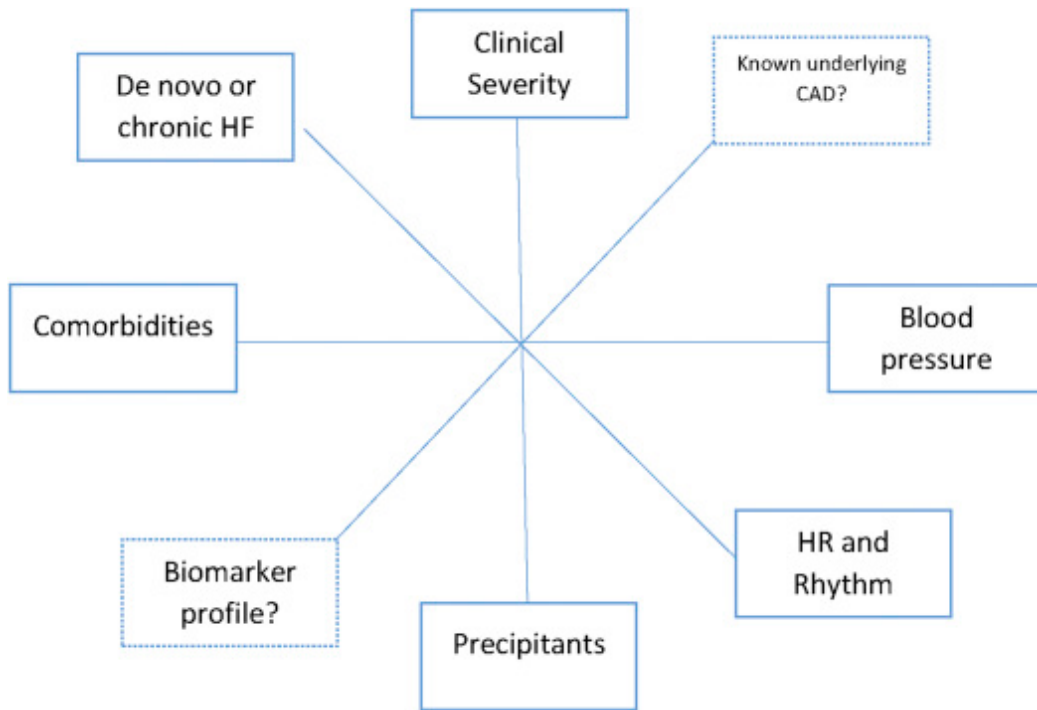 Clinical
Severity
Known underlying
CAD?
De novo or
chronic HF
Comorbidities
Blood
pressure
HR and
Rhythm
Biomarker
profile?
Precipitants